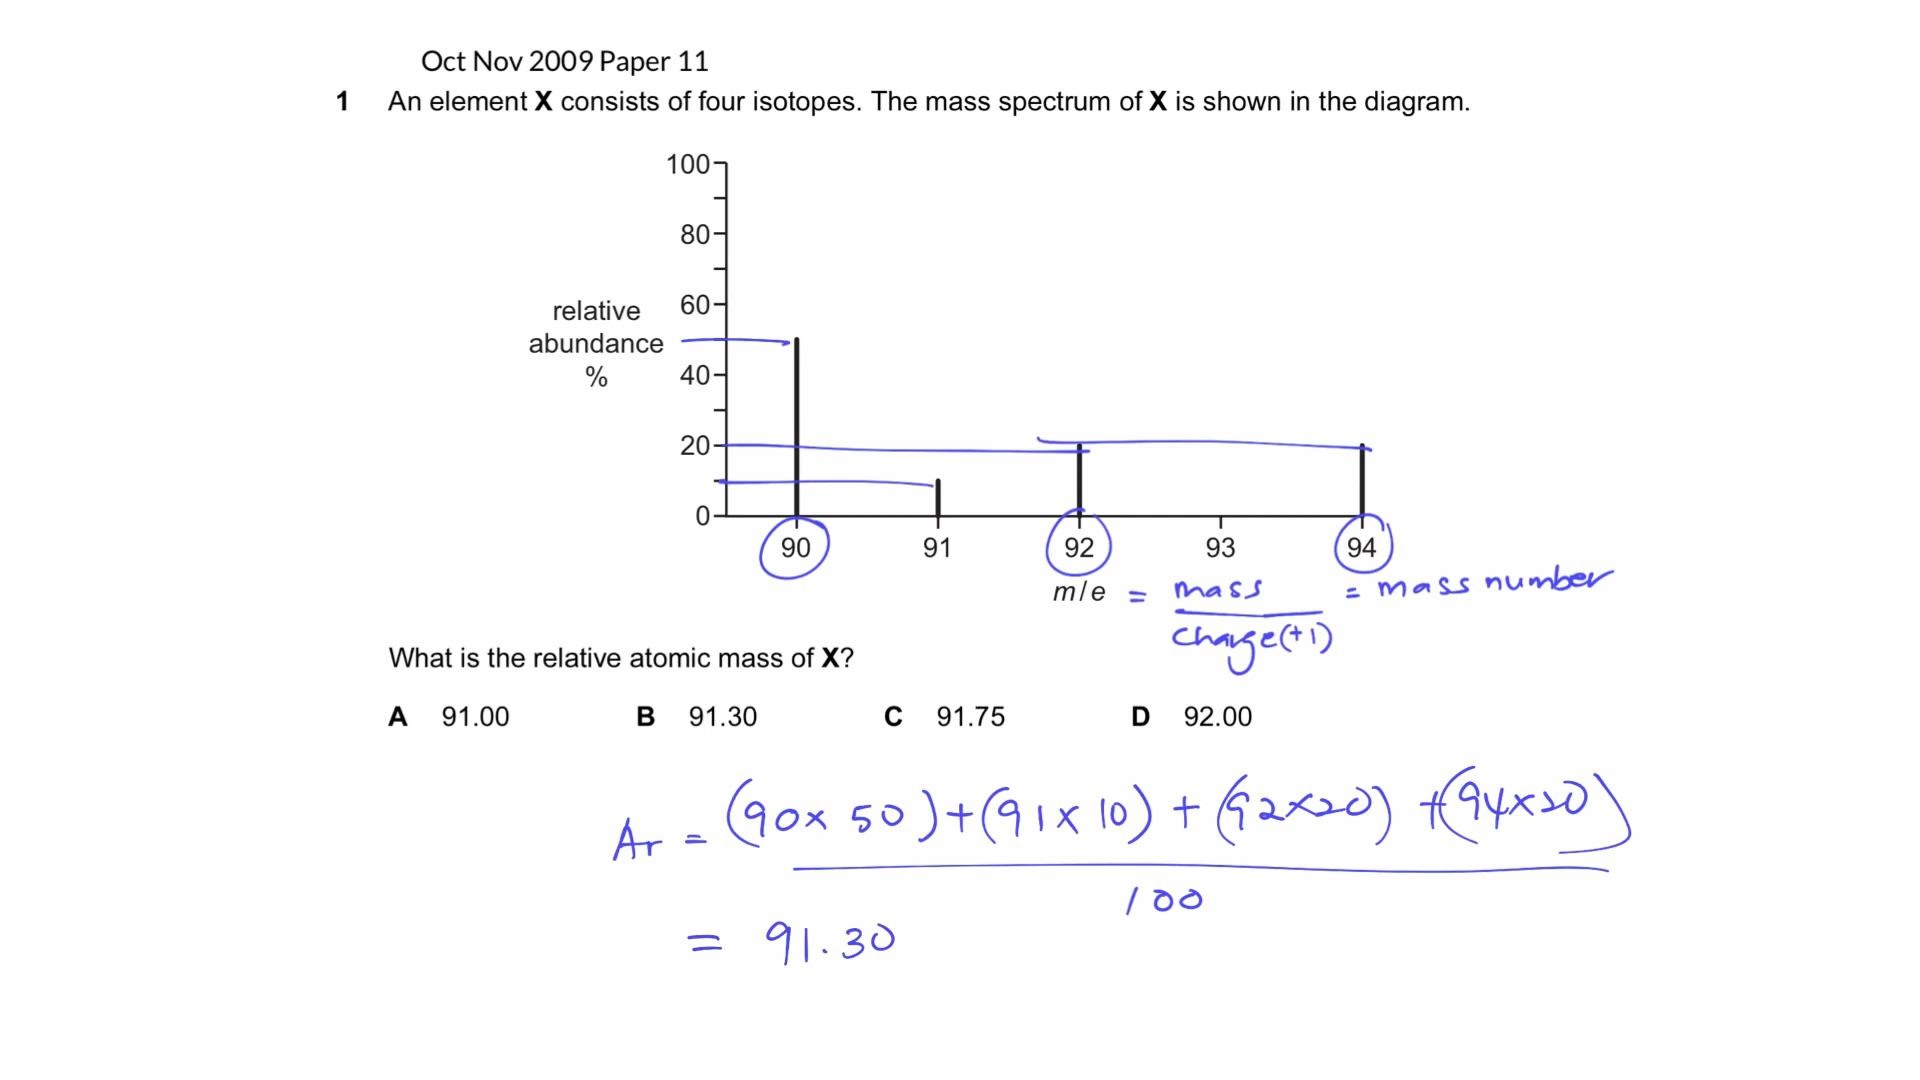 Oct Nov 2009 Paper 11
1 An element X consists of four isotopes. The mass spectrum of X is shown in the diagram.
100
80
60
relative
abundance
%
40
20
0
90 91 92 93 94
m/e = mass / charge(+1) = mass number
What is the relative atomic mass of X?
A 91.00 B 91.30 C 91.75 D 92.00
Ar = (90x 50)+(91x 10) + (92x20) +(94x20)
100
= 91.30